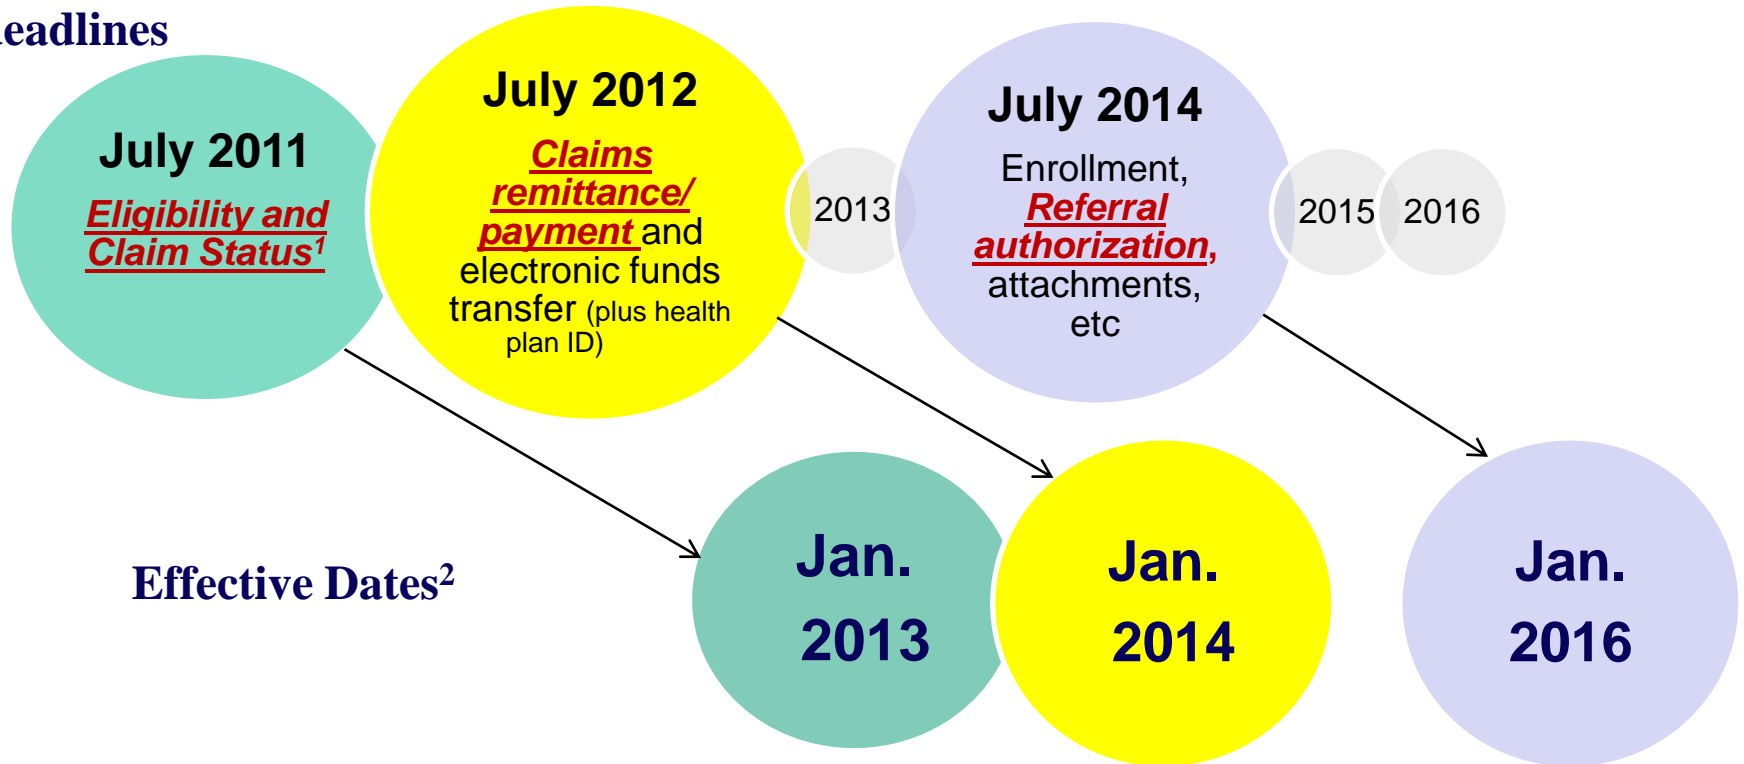 eadlines
July 2011
Eligibility and
Claim Status1
July 2012
Claims
remittance/
payment and
electronic funds
transfer (plus health
plan ID)
2013
July 2014
Enrollment,
Referral
authorization,
attachments,
etc
2015
2016
Effective Dates2
Jan.
2013
Jan.
2014
Jan.
2016